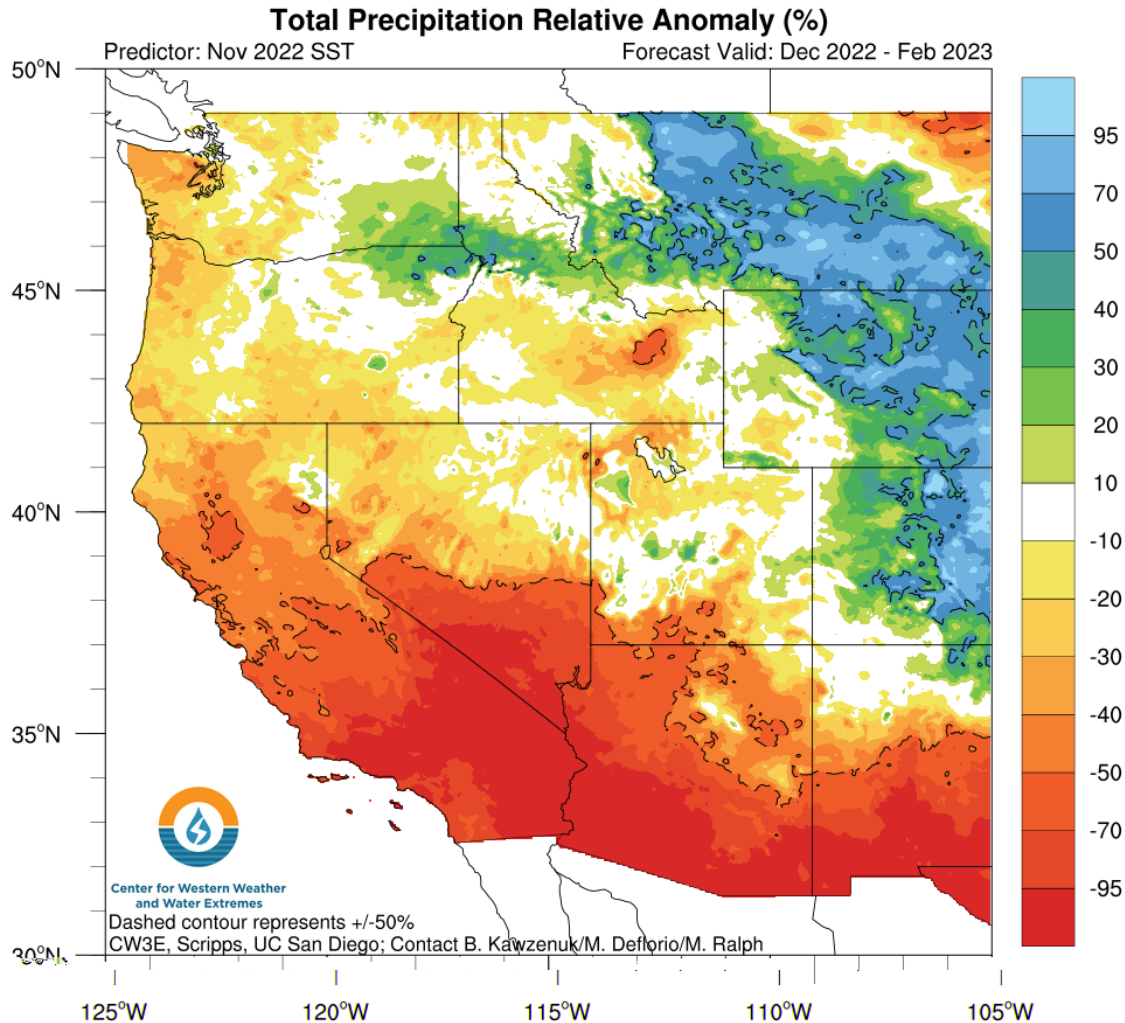 Total Precipitation Relative Anomaly (%)
Predictor: Nov 2022 SST
Forecast Valid: Dec 2022 - Feb 2023
50°N
45°N
40°N
35°N
30°N
95
70
50
40
30
20
10
-10
-20
-30
-40
-50
-70
-95
Center for Western Weather
and Water Extremes
Dashed contour represents +/-50%
CW3E, Scripps, UC San Diego; Contact B. Kawzenuk/M. Deflorio/M. Ralph
125°W
120°W
115°W
110°W
105°W